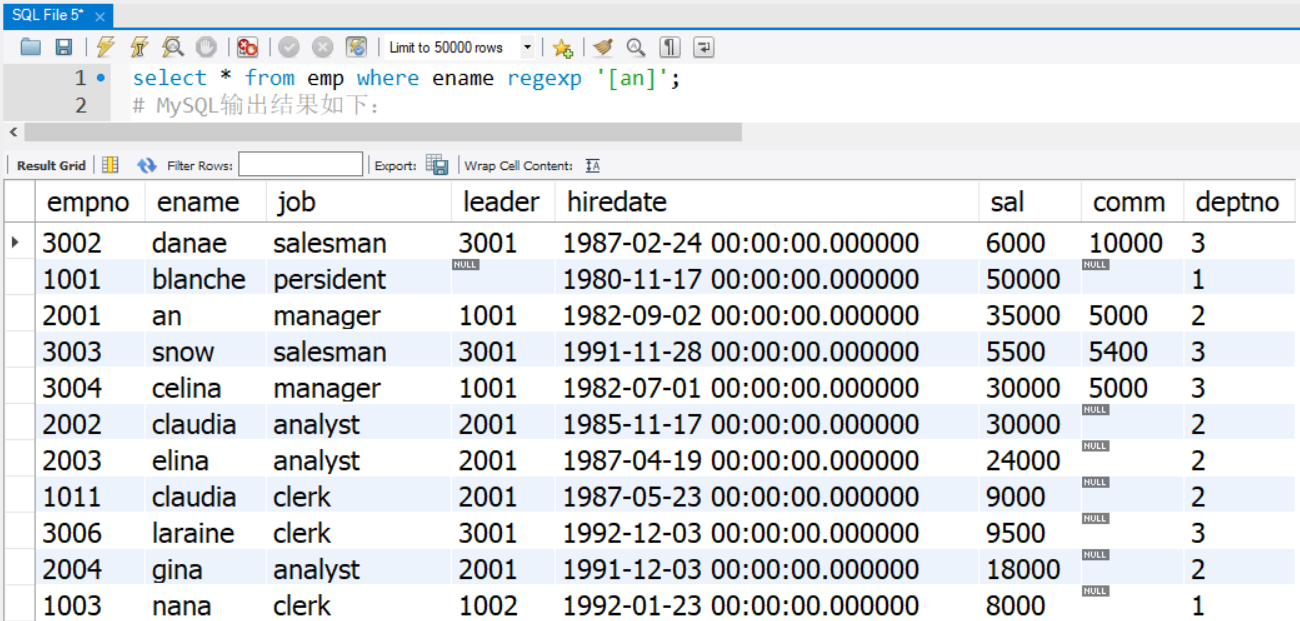 SQL File 5*
Limit to 50000 rows
1 select * from emp where ename regexp '[an]';
2 # MySQL输出结果如下:
Result Grid Filter Rows: Export: Wrap Cell Content:
empno ename job leader hiredate sal comm deptno
3002 danae salesman 3001 1987-02-24 00:00:00.000000 6000 10000 3
1001 blanche persident NULL 1980-11-17 00:00:00.000000 50000 NULL 1
2001 an manager 1001 1982-09-02 00:00:00.000000 35000 5000 2
3003 snow salesman 3001 1991-11-28 00:00:00.000000 5500 5400 3
3004 celina manager 1001 1982-07-01 00:00:00.000000 30000 5000 3
2002 claudia analyst 2001 1985-11-17 00:00:00.000000 30000 NULL 2
2003 elina analyst 2001 1987-04-19 00:00:00.000000 24000 NULL 2
1011 claudia clerk 2001 1987-05-23 00:00:00.000000 9000 NULL 2
3006 laraine clerk 3001 1992-12-03 00:00:00.000000 9500 NULL 3
2004 gina analyst 2001 1991-12-03 00:00:00.000000 18000 NULL 2
1003 nana clerk 1002 1992-01-23 00:00:00.000000 8000 NULL 1